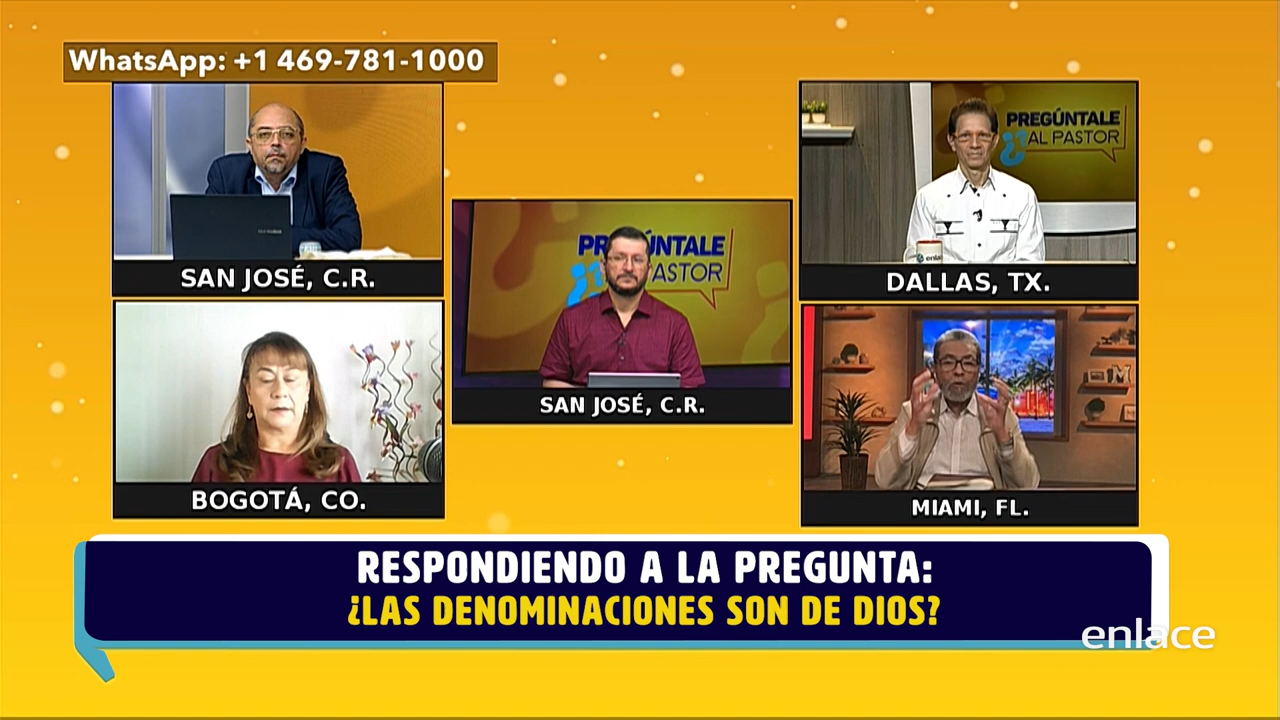 WhatsApp: +1 469-781-1000
SAN JOSÉ, C.R.
PREGÚNTALE
AL PASTOR
enlace
DALLAS, TX.
PREGÚNTALE
PASTOR
SAN JOSÉ, C.R.
BOGOTÁ, CO.
MIAMI, FL.
RESPONDIENDO A LA PREGUNTA:
¿LAS DENOMINACIONES SON DE DIOS?
enlace